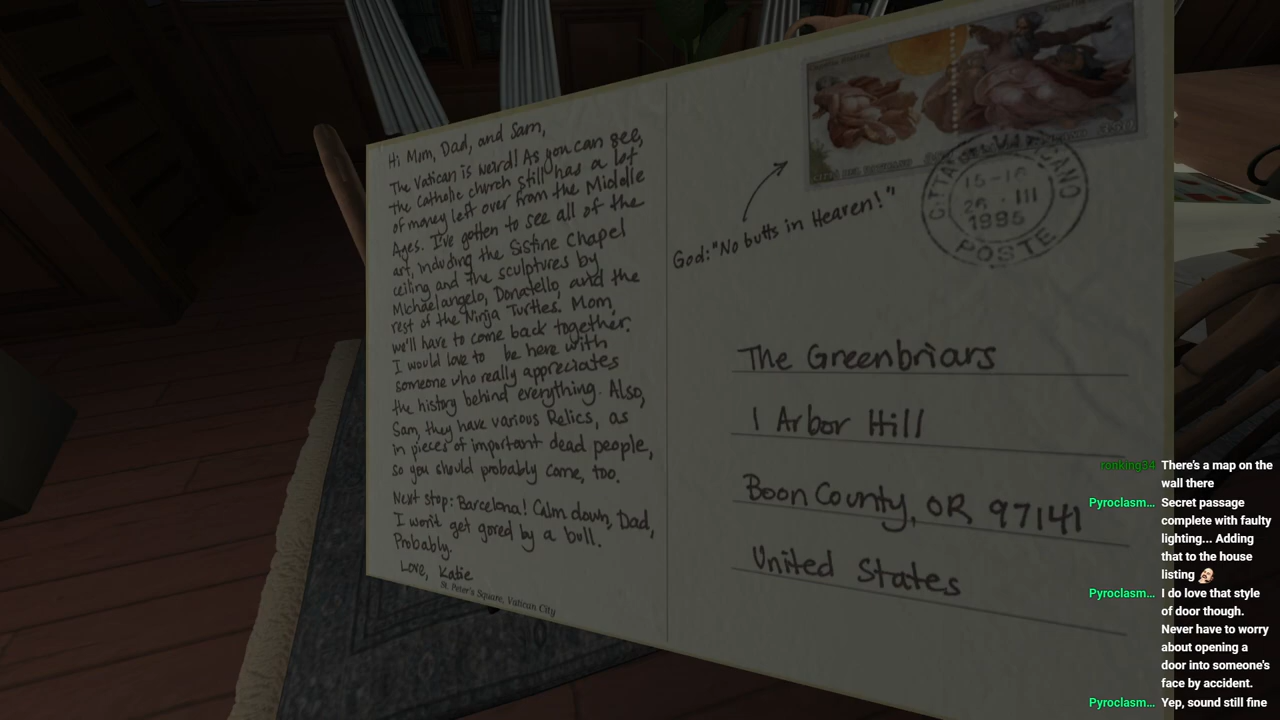 Hi Mom, Dad, and Sam,
The Vatican is weird! As you can see,
the Catholic church still has a lot
of money left over from the Middle
Ages. I've gotten to see all of the
art, including the Sistine Chapel
ceiling and the sculptures by
Michaelangelo, Donatello, and the
rest of the Ninja Turtles. Mom,
we'll have to come back together.
I would love to be here with
someone who really appreciates
the history behind everything. Also,
Sam, they have various Relics, as
in pieces of important dead people,
so you should probably come, too.
Next stop: Barcelona! Calm down, Dad,
I won't get gored by a bull.
Probably.
Love, Katie
St. Peter's Square, Vatican City
God: "No butts in Heaven!"
CITTA DEL VATICANO
15-16
26 · III
1995
POSTE
The Greenbriars
1 Arbor Hill
Boon County, OR 97141
United States
ronking34 There's a map on the
wall there
Pyroclasm... Secret passage
complete with faulty
lighting... Adding
that to the house
listing
Pyroclasm... I do love that style
of door though.
Never have to worry
about opening a
door into someone's
face by accident.
Pyroclasm... Yep, sound still fine